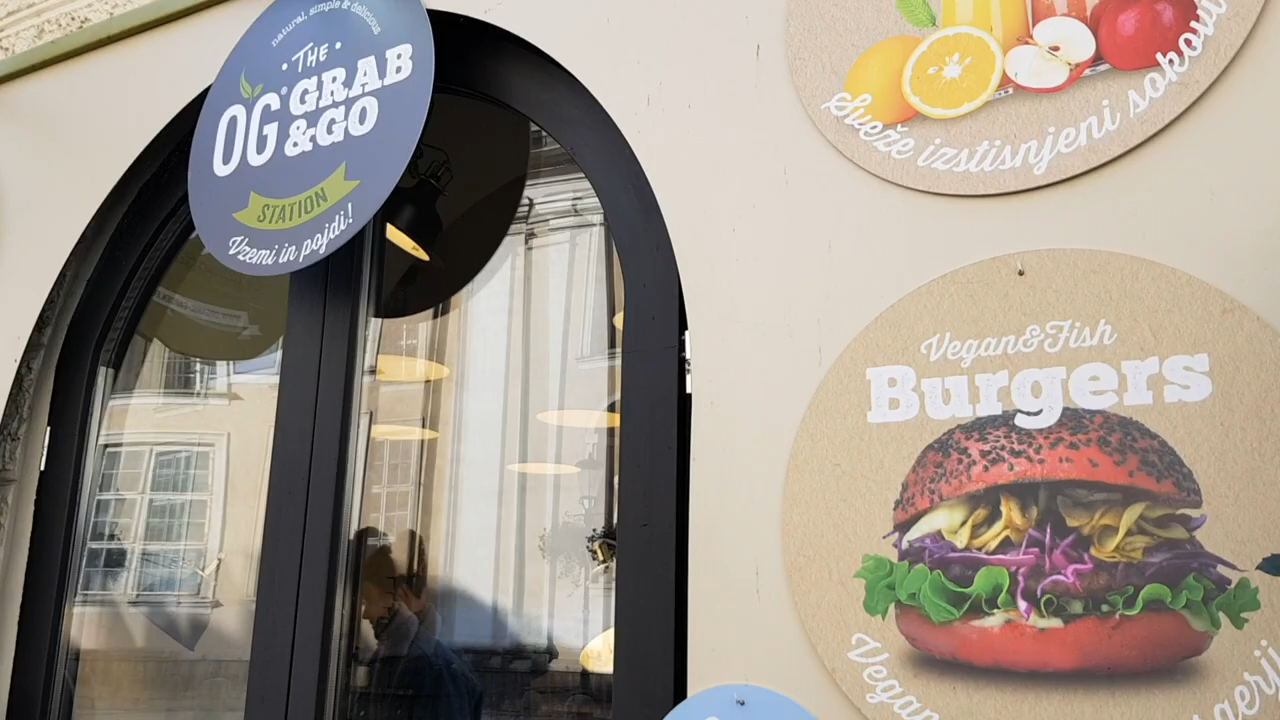 natural, simple & delicious
THE
OG GRAB
&GO
STATION
Vzemi in pojdi!
Sveže iztisnjeni sokovi
Vegan&Fish
Burgers